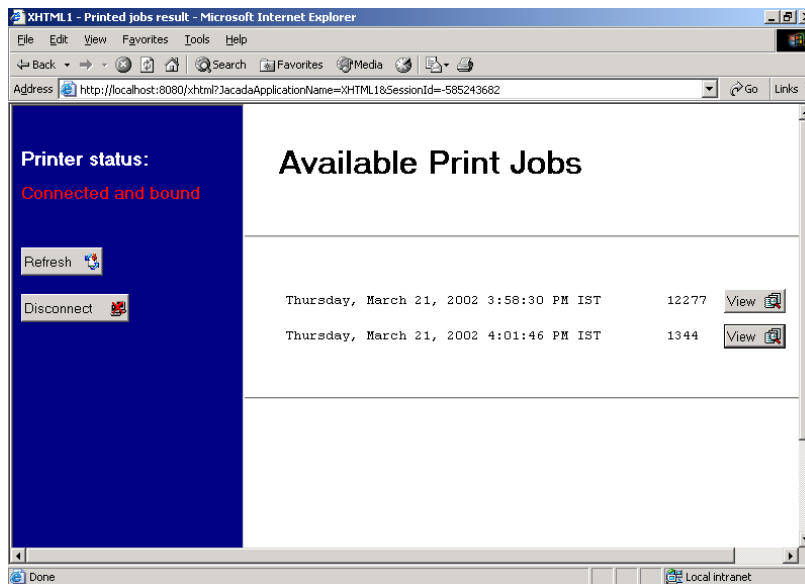 XHTML1 - Printed jobs result - Microsoft Internet Explorer
File Edit View Favorites Tools Help
Back Search Favorites Media
Address http://localhost:8080/xhtml?JacadaApplicationName=XHTML1&SessionId=-585243682 Go Links
Printer status:
Connected and bound
Refresh
Disconnect
Available Print Jobs
Thursday, March 21, 2002 3:58:30 PM IST 12277 View
Thursday, March 21, 2002 4:01:46 PM IST 1344 View
Done Local intranet